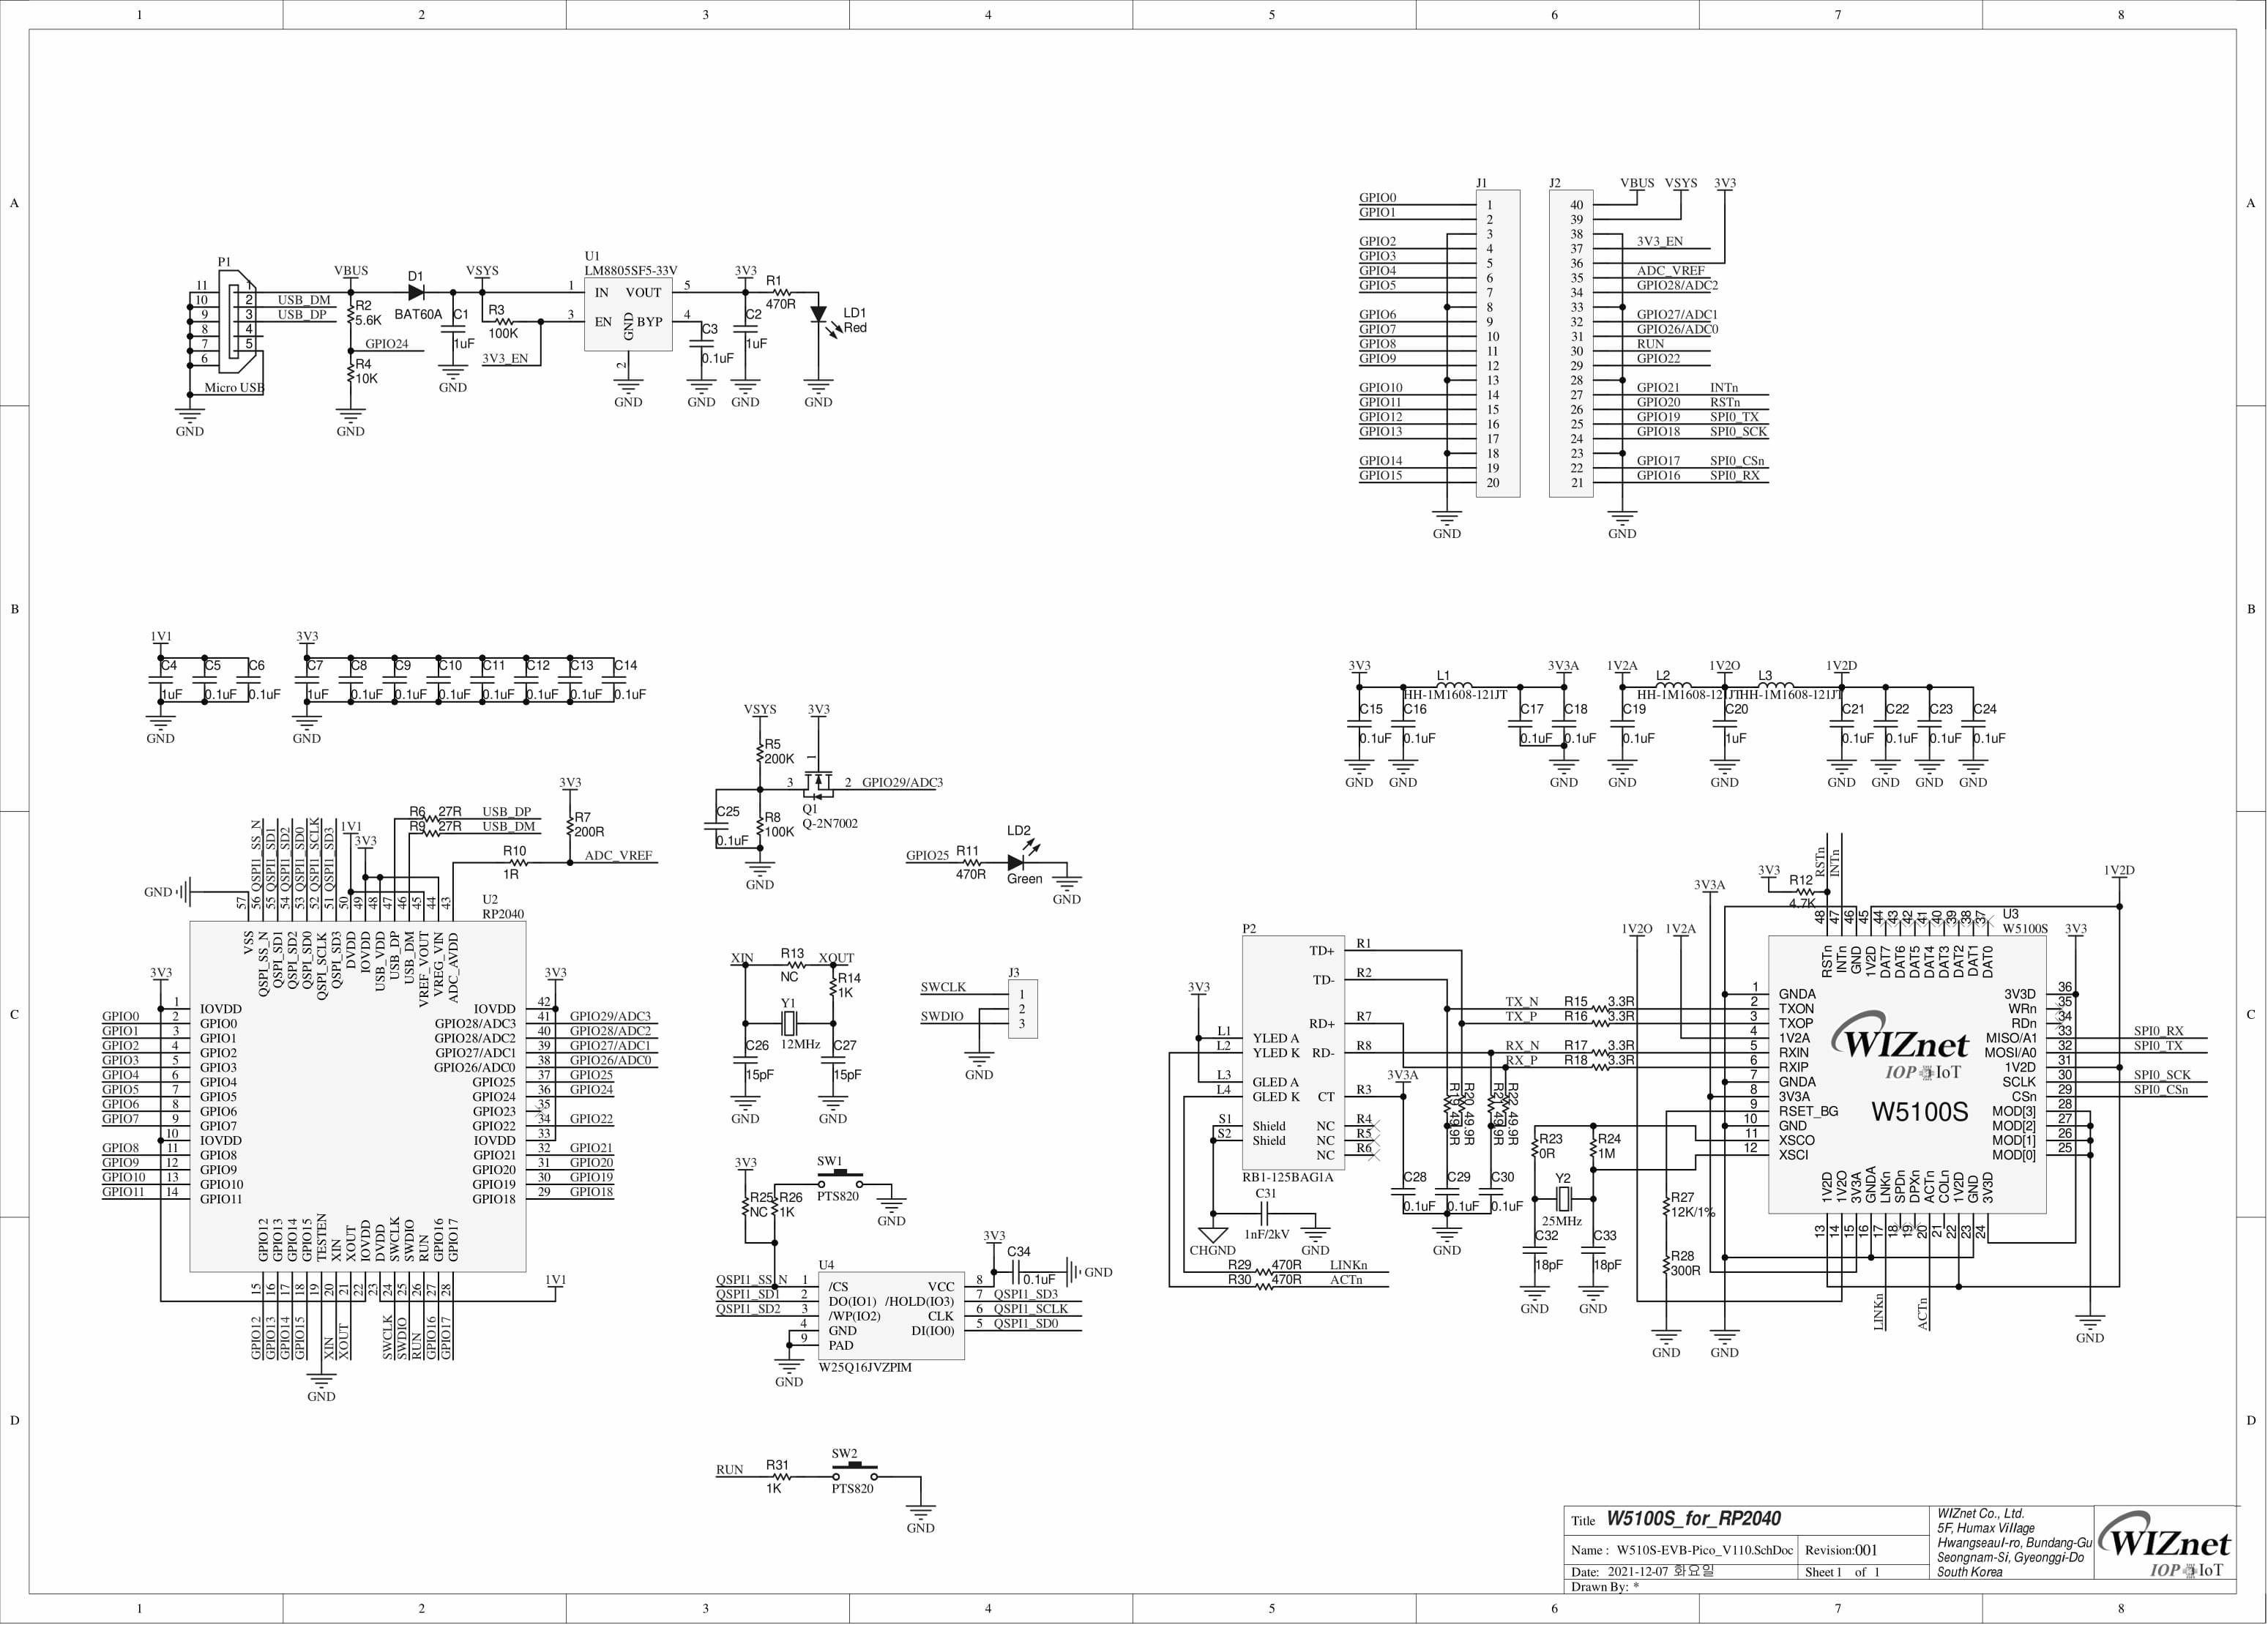 1 2 3 4 5 6 7 8
A A
B B
C C
D D
P1
11
10
9
8
7
6
1
2
3
4
5
Micro USB
GND
USB_DM
USB_DP
VBUS
R2
5.6K
GPIO24
R4
10K
GND
D1
BAT60A
C1
1uF
GND
VSYS
R3
100K
3V3_EN
U1
LM8805SF5-33V
1 IN VOUT 5
3 EN GND BYP 4
2
GND
C3
0.1uF
GND
3V3
C2
1uF
GND
R1
470R
LD1
Red
GND
J1
GPIO0 1
GPIO1 2
3
GPIO2 4
GPIO3 5
GPIO4 6
GPIO5 7
8
GPIO6 9
GPIO7 10
GPIO8 11
GPIO9 12
13
GPIO10 14
GPIO11 15
GPIO12 16
GPIO13 17
18
GPIO14 19
GPIO15 20
GND
J2
VBUS VSYS 3V3
40
39
38
37 3V3_EN
36
35 ADC_VREF
34 GPIO28/ADC2
33
32 GPIO27/ADC1
31 GPIO26/ADC0
30 RUN
29 GPIO22
28
27 GPIO21 INTn
26 GPIO20 RSTn
25 GPIO19 SPI0_TX
24 GPIO18 SPI0_SCK
23
22 GPIO17 SPI0_CSn
21 GPIO16 SPI0_RX
GND
1V1
C4 C5 C6
1uF 0.1uF 0.1uF
GND
3V3
C7 C8 C9 C10 C11 C12 C13 C14
1uF 0.1uF 0.1uF 0.1uF 0.1uF 0.1uF 0.1uF 0.1uF
GND
VSYS 3V3
R5
200K
1
3 2 GPIO29/ADC3
Q1
Q-2N7002
C25
0.1uF
R8
100K
GND
3V3 L1 3V3A
HH-1M1608-121JT
C15 C16 C17 C18
0.1uF 0.1uF 0.1uF 0.1uF
GND GND GND
1V2A L2 1V2O L3 1V2D
HH-1M1608-121JT HH-1M1608-121JT
C19 C20 C21 C22 C23 C24
0.1uF 1uF 0.1uF 0.1uF 0.1uF 0.1uF
GND GND GND GND GND GND
R6 27R USB_DP
R9 27R USB_DM
3V3
R7
200R
R10
1R
ADC_VREF
GND
1V1
3V3
57 VSS
56 QSPI1_SS_N QSPI_SS_N
55 QSPI1_SD1 QSPI_SD1
54 QSPI1_SD2 QSPI_SD2
53 QSPI1_SD0 QSPI_SD0
52 QSPI1_SCLK QSPI_SCLK
51 QSPI1_SD3 QSPI_SD3
50 DVDD
49 IOVDD
48 USB_VDD
47 USB_DP
46 USB_DM
45 VREF_VOUT
44 VREG_VIN
43 ADC_AVDD
U2
RP2040
3V3
1 IOVDD
GPIO0 2 GPIO0
GPIO1 3 GPIO1
GPIO2 4 GPIO2
GPIO3 5 GPIO3
GPIO4 6 GPIO4
GPIO5 7 GPIO5
GPIO6 8 GPIO6
GPIO7 9 GPIO7
10 IOVDD
GPIO8 11 GPIO8
GPIO9 12 GPIO9
GPIO10 13 GPIO10
GPIO11 14 GPIO11
3V3
IOVDD 42
GPIO28/ADC3 41 GPIO29/ADC3
GPIO28/ADC2 40 GPIO28/ADC2
GPIO27/ADC1 39 GPIO27/ADC1
GPIO26/ADC0 38 GPIO26/ADC0
GPIO25 37 GPIO25
GPIO24 36 GPIO24
GPIO23 35
GPIO22 34 GPIO22
IOVDD 33
GPIO21 32 GPIO21
GPIO20 31 GPIO20
GPIO19 30 GPIO19
GPIO18 29 GPIO18
GPIO12 15 GPIO12
GPIO13 16 GPIO13
GPIO14 17 GPIO14
GPIO15 18 GPIO15
TESTEN 19
XIN 20 XIN
XOUT 21 XOUT
IOVDD 22
DVDD 23
SWCLK 24 SWCLK
SWDIO 25 SWDIO
RUN 26 RUN
GPIO16 27 GPIO16
GPIO17 28 GPIO17
1V1
GND
GPIO25 R11
470R
LD2
Green
GND
XIN R13 XOUT
NC
R14
1K
Y1
12MHz
C26 C27
15pF 15pF
GND GND
J3
SWCLK 1
2
SWDIO 3
GND
3V3
SW1
PTS820
R25 R26
NC 1K
GND
U4
QSPI1_SS_N 1 /CS VCC 8
QSPI1_SD1 2 DO(IO1) /HOLD(IO3) 7 QSPI1_SD3
QSPI1_SD2 3 /WP(IO2) CLK 6 QSPI1_SCLK
4 GND DI(IO0) 5 QSPI1_SD0
9 PAD
W25Q16JVZPIM
GND
3V3
C34
0.1uF
GND
RUN R31
1K
SW2
PTS820
GND
P2
TD+ R1
TD- R2
RD+ R7
RD- R8
CT R3
NC R4
NC R5
NC R6
3V3
L1 YLED A
L2 YLED K
L3 GLED A
L4 GLED K
S1 Shield
S2 Shield
RB1-125BAG1A
C31
1nF/2kV
CHGND GND
R29 470R LINKn
R30 470R ACTn
TX_N R15 3.3R
TX_P R16 3.3R
RX_N R17 3.3R
RX_P R18 3.3R
3V3A
R19 49.9R
R20 49.9R
R21 49.9R
R22 49.9R
C28 C29 C30
0.1uF 0.1uF 0.1uF
GND
R23
0R
R24
1M
Y2
25MHz
C32 C33
18pF 18pF
GND GND
R27
12K/1%
R28
300R
GND GND
1V2O 1V2A 3V3A
3V3
R12
4.7K
RSTn
INTn
1V2D
3V3
48 RSTn
47 INTn
46 GND
45 1V2D
44 DAT7
43 DAT6
42 DAT5
41 DAT4
40 DAT3
39 DAT2
38 DAT1
37 DAT0
U3
W5100S
1 GNDA
2 TXON
3 TXOP
4 1V2A
5 RXIN
6 RXIP
7 GNDA
8 3V3A
9 RSET_BG
10 GND
11 XSCO
12 XSCI
WIZnet
IOP IoT
W5100S
3V3D 36
WRn 35
RDn 34
MISO/A1 33 SPI0_RX
MOSI/A0 32 SPI0_TX
1V2D 31
SCLK 30 SPI0_SCK
CSn 29 SPI0_CSn
MOD[3] 28
MOD[2] 27
MOD[1] 26
MOD[0] 25
1V2D 13
1V2O 14
3V3A 15
GNDA 16
LNKn 17 LINKn
SPDn 18
DPXn 19
ACTn 20 ACTn
COLn 21
1V2D 22
GND 23
3V3D 24
GND
Title W5100S_for_RP2040
Name : W510S-EVB-Pico_V110.SchDoc Revision:001
Date: 2021-12-07 화요일 Sheet 1 of 1
Drawn By: *
WIZnet Co., Ltd.
5F, Humax Village
Hwangseaul-ro, Bundang-Gu
Seongnam-Si, Gyeonggi-Do
South Korea
WIZnet
IOP IoT
1 2 3 4 5 6 7 8